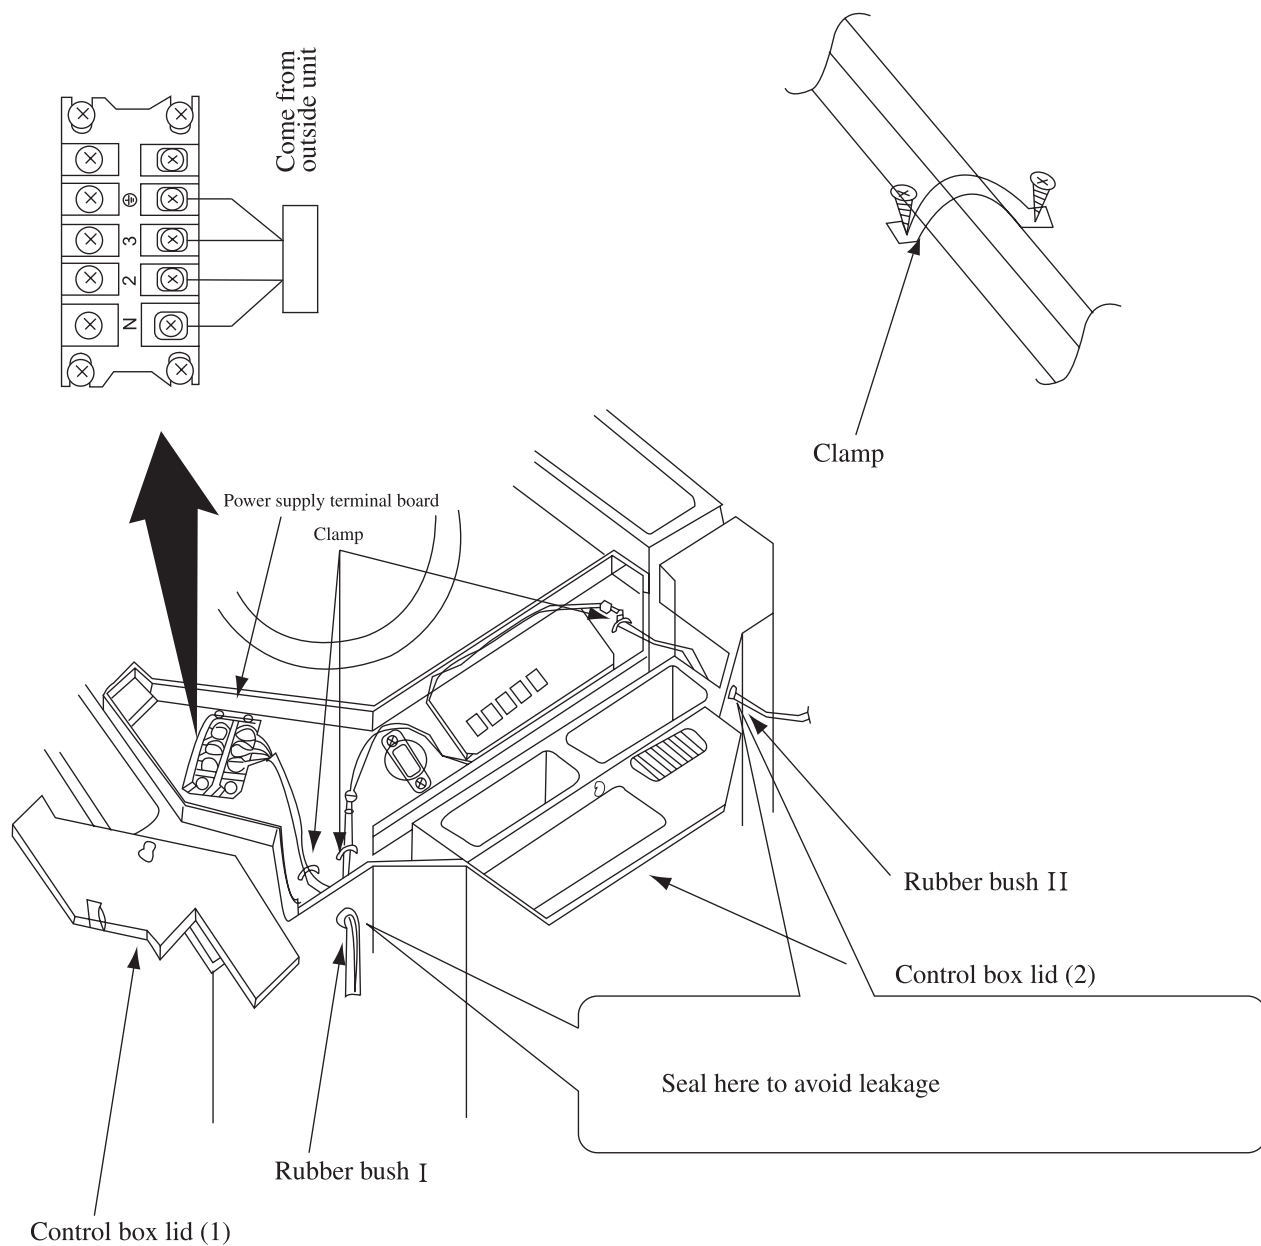 Come from
outside unit
⏚
3
2
N
Clamp
Power supply terminal board
Clamp
Rubber bush II
Control box lid (2)
Seal here to avoid leakage
Rubber bush I
Control box lid (1)